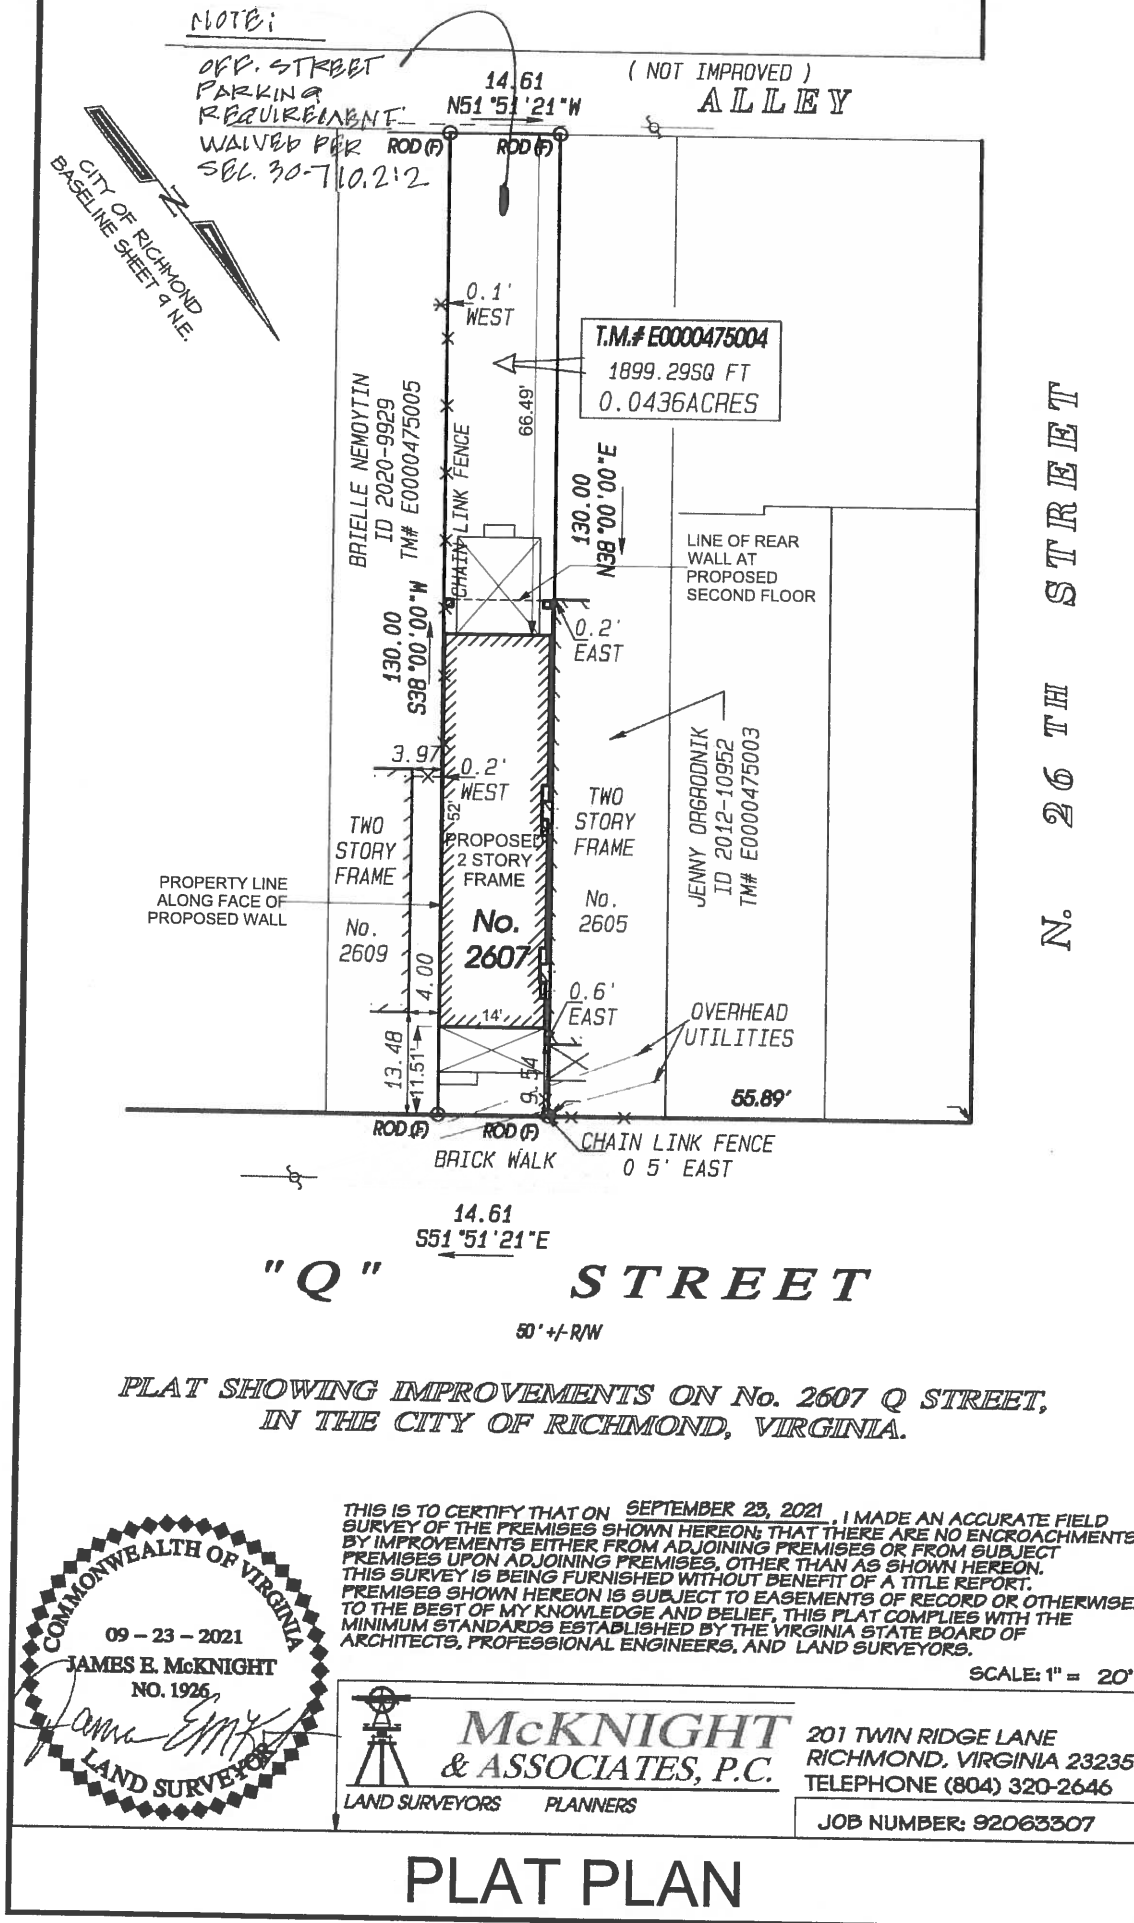 NOTE:
OFF. STREET
PARKING
REQUIREMENT
WAIVED PER
SEC. 30-710.2:2
14.61
N51°51'21"W
( NOT IMPROVED )
ALLEY
ROD (F)
ROD (F)
N
CITY OF RICHMOND
BASELINE SHEET 9 N.E.
0.1'
WEST
T.M.# E0000475004
1899.29SQ FT
0.0436ACRES
66.49'
BRIELLE NEMOYTIN
ID 2020-9929
TM# E0000475005
CHAIN LINK FENCE
130.00
N38°00'00"E
130.00
S38°00'00"W
LINE OF REAR
WALL AT
PROPOSED
SECOND FLOOR
0.2'
EAST
N. 26 TH STREET
JENNY ORGRODNIK
ID 2012-10952
TM# E0000475003
3.97
0.2'
WEST
52'
TWO
STORY
FRAME
No.
2609
PROPOSED
2 STORY
FRAME
No.
2607
TWO
STORY
FRAME
No.
2605
PROPERTY LINE
ALONG FACE OF
PROPOSED WALL
4.00
14'
0.6'
EAST
OVERHEAD
UTILITIES
13.48
11.51'
9.54
55.89'
ROD (F)
ROD (F)
BRICK WALK
CHAIN LINK FENCE
0 5' EAST
14.61
S51°51'21"E
"Q" STREET
50' +/- R/W
PLAT SHOWING IMPROVEMENTS ON No. 2607 Q STREET,
IN THE CITY OF RICHMOND, VIRGINIA.
THIS IS TO CERTIFY THAT ON SEPTEMBER 23, 2021, I MADE AN ACCURATE FIELD
SURVEY OF THE PREMISES SHOWN HEREON; THAT THERE ARE NO ENCROACHMENTS
BY IMPROVEMENTS EITHER FROM ADJOINING PREMISES OR FROM SUBJECT
PREMISES UPON ADJOINING PREMISES, OTHER THAN AS SHOWN HEREON.
THIS SURVEY IS BEING FURNISHED WITHOUT BENEFIT OF A TITLE REPORT.
PREMISES SHOWN HEREON IS SUBJECT TO EASEMENTS OF RECORD OR OTHERWISE
TO THE BEST OF MY KNOWLEDGE AND BELIEF, THIS PLAT COMPLIES WITH THE
MINIMUM STANDARDS ESTABLISHED BY THE VIRGINIA STATE BOARD OF
ARCHITECTS, PROFESSIONAL ENGINEERS, AND LAND SURVEYORS.
SCALE: 1" = 20'
COMMONWEALTH OF VIRGINIA
09 - 23 - 2021
JAMES E. McKNIGHT
NO. 1926
LAND SURVEYOR
McKNIGHT
& ASSOCIATES, P.C.
LAND SURVEYORS PLANNERS
201 TWIN RIDGE LANE
RICHMOND, VIRGINIA 23235
TELEPHONE (804) 320-2646
JOB NUMBER: 92063307
PLAT PLAN